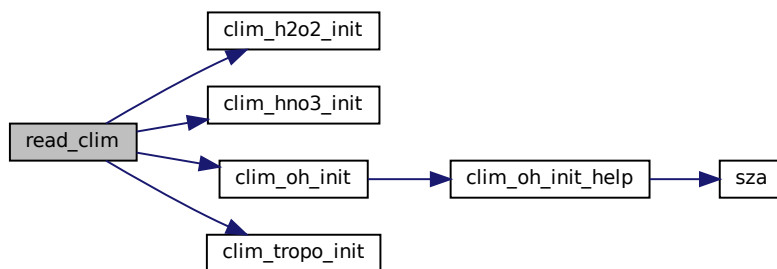 clim_h2o2_init
clim_hno3_init
read_clim
clim_oh_init
clim_oh_init_help
sza
clim_tropo_init